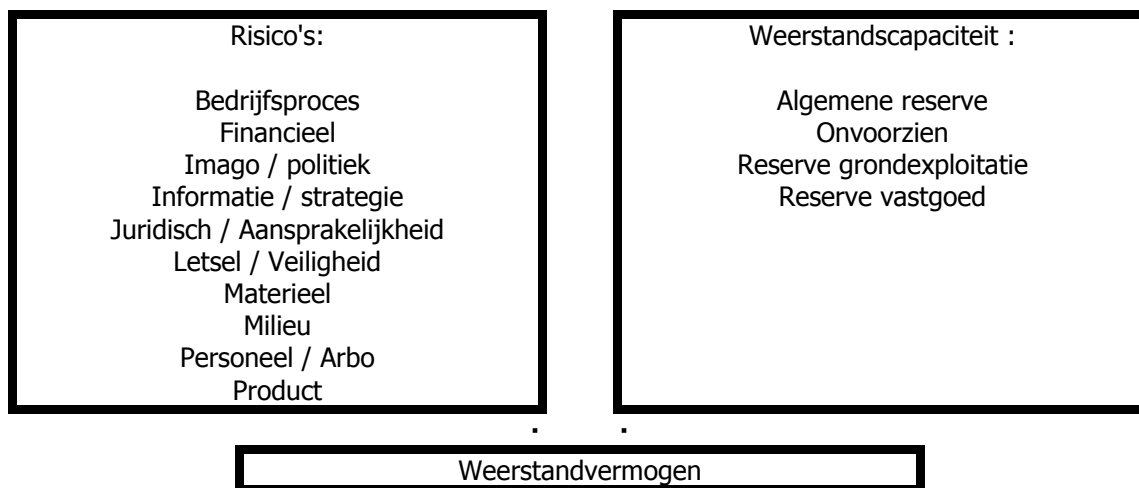 Risico's:
Bedrijfsproces
Financieel
Imago / politiek
Informatie / strategie
Juridisch / Aansprakelijkheid
Letsel / Veiligheid
Materieel
Milieu
Personeel / Arbo
Product
Weerstandscapaciteit :
Algemene reserve
Onvoorzien
Reserve grondexploitatie
Reserve vastgoed
Weerstandvermogen